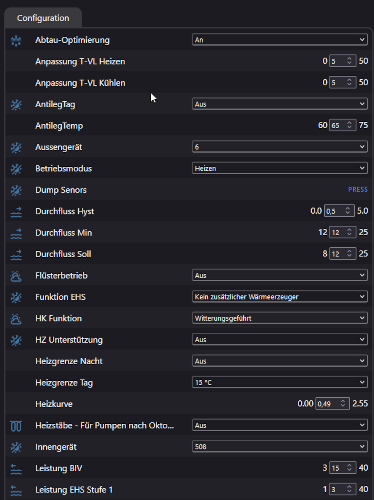 Configuration
Abtau-Optimierung An
Anpassung T-VL Heizen 0 5 50
Anpassung T-VL Kühlen 0 5 50
AntilegTag Aus
AntilegTemp 60 65 75
Aussengerät 6
Betriebsmodus Heizen
Dump Senors PRESS
Durchfluss Hyst 0.0 0,5 5.0
Durchfluss Min 12 12 25
Durchfluss Soll 8 12 25
Flüsterbetrieb Aus
Funktion EHS Kein zusätzlicher Wärmeerzeuger
HK Funktion Witterungsgeführt
HZ Unterstützung Aus
Heizgrenze Nacht Aus
Heizgrenze Tag 15 °C
Heizkurve 0.00 0,49 2.55
Heizstäbe - Für Pumpen nach Okto... Aus
Innengerät 508
Leistung BIV 3 15 40
Leistung EHS Stufe 1 1 3 40